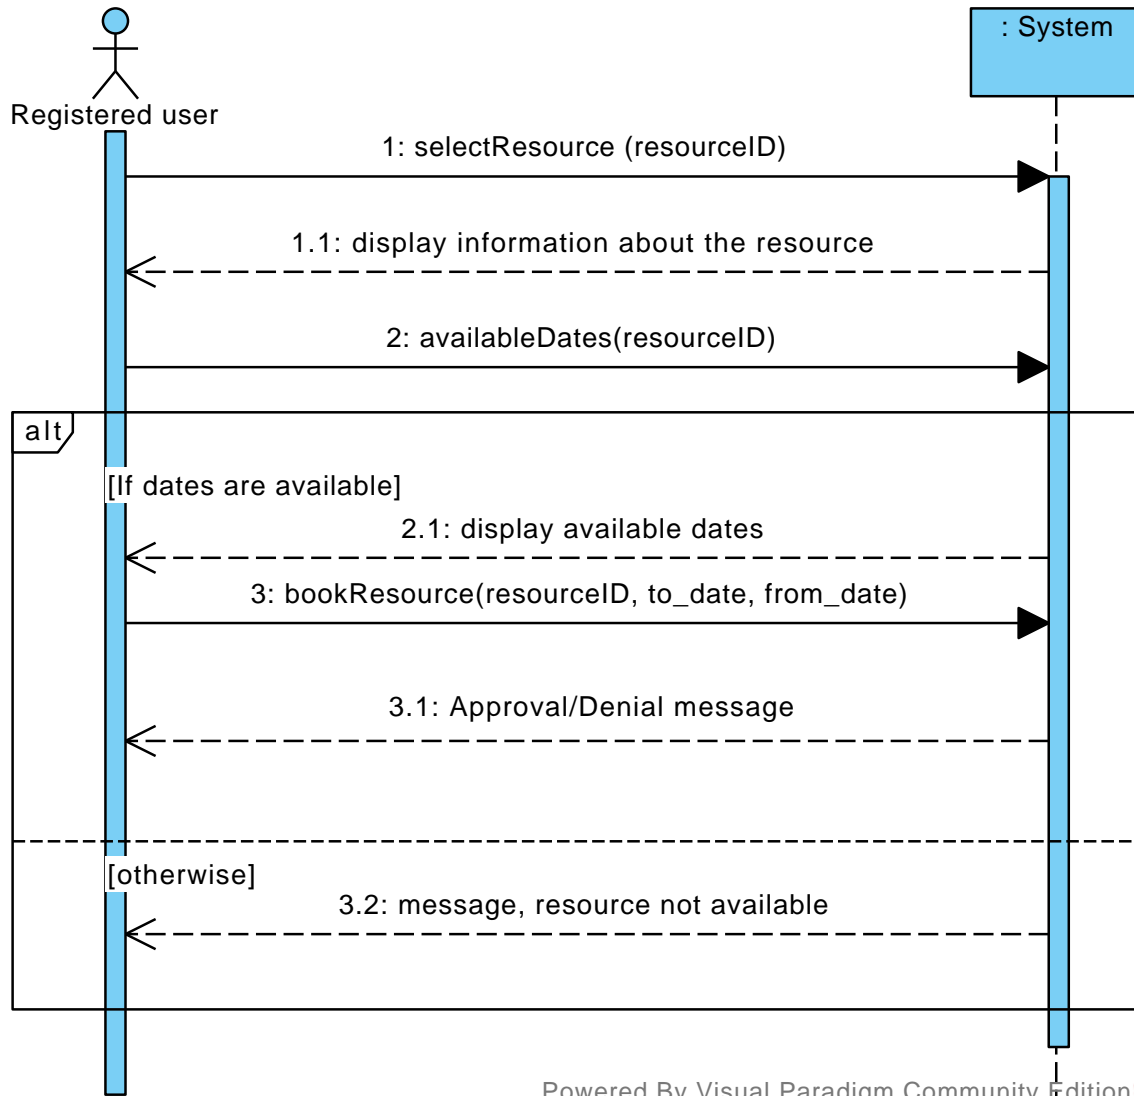 : System
Registered user
1: selectResource (resourceID)
1.1: display information about the resource
2: availableDates(resourceID)
alt
[If dates are available]
2.1: display available dates
3: bookResource(resourceID, to_date, from_date)
3.1: Approval/Denial message
[otherwise]
3.2: message, resource not available
Powered By Visual Paradigm Community Edition